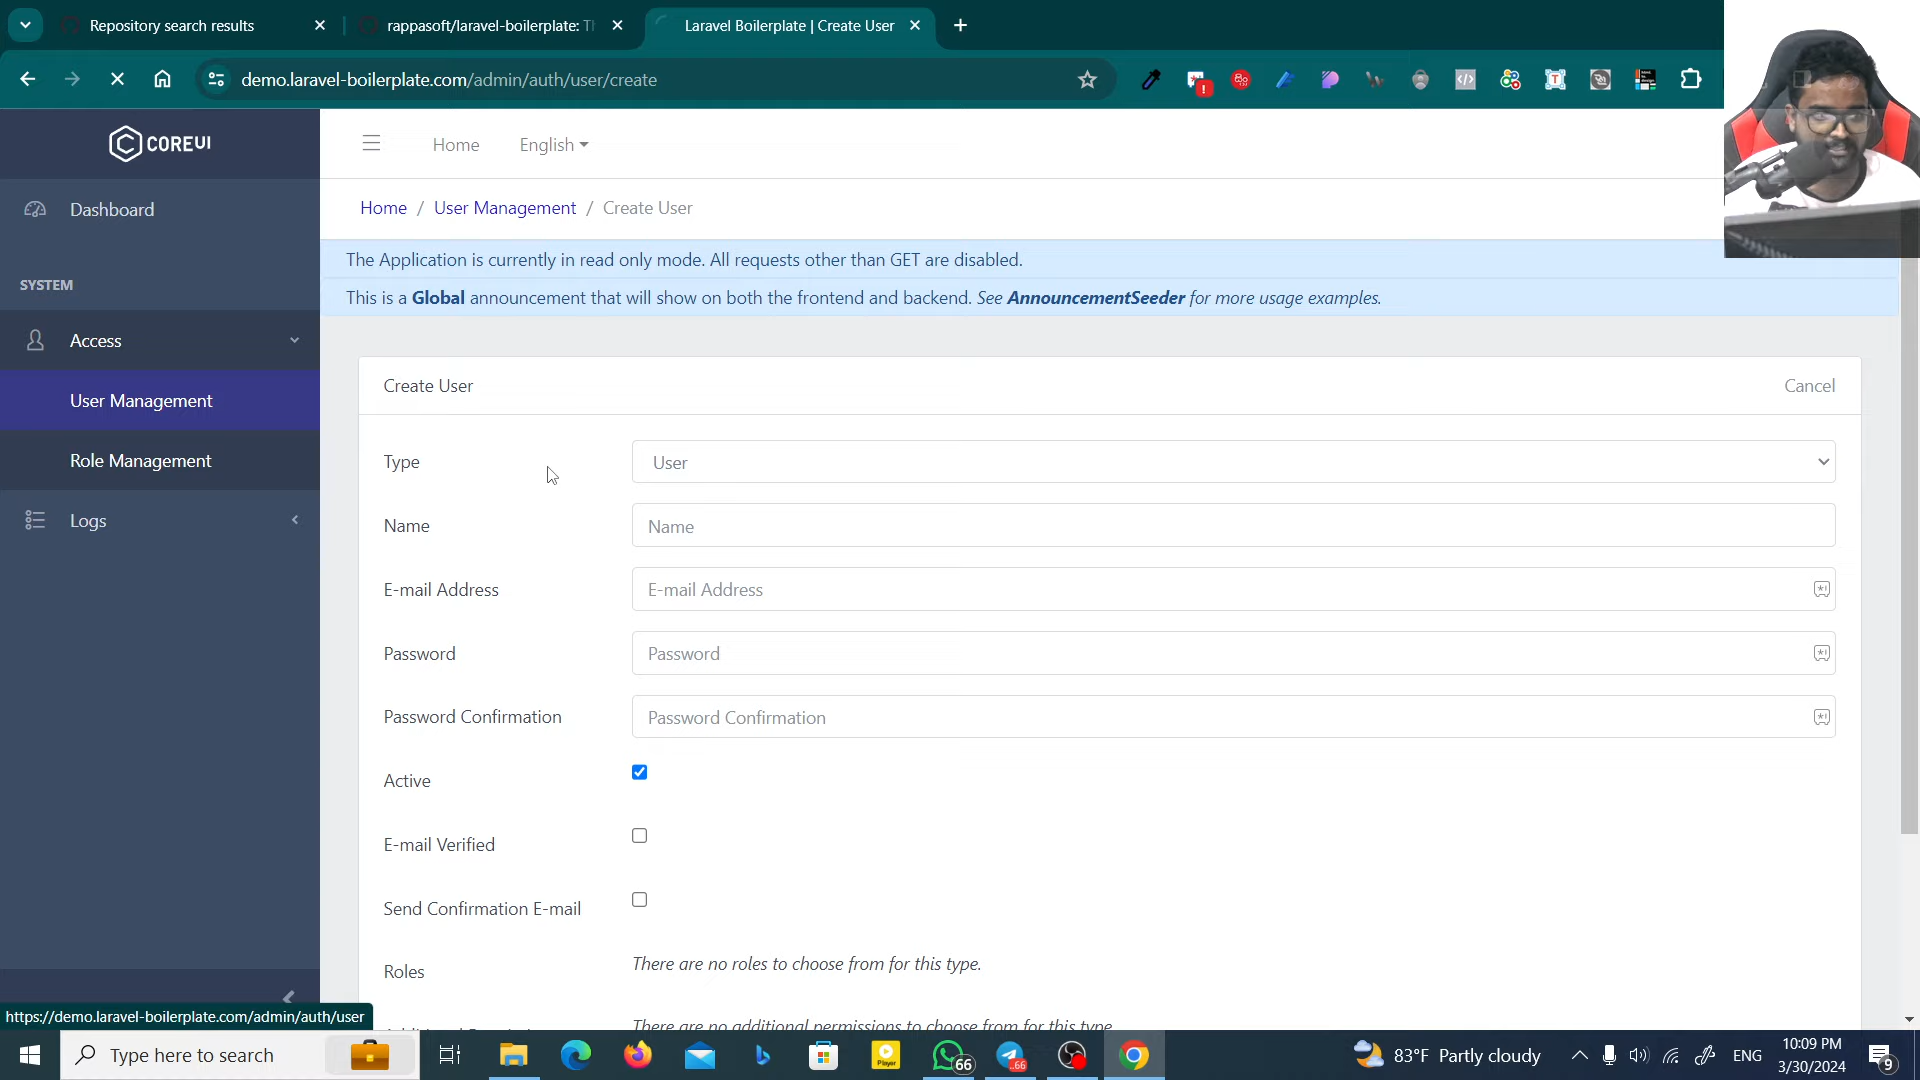 Repository search results
rappasoft/laravel-boilerplate: Th
Laravel Boilerplate | Create User
demo.laravel-boilerplate.com/admin/auth/user/create
COREUI
Home
English
Dashboard
Home / User Management / Create User
The Application is currently in read only mode. All requests other than GET are disabled.
SYSTEM
This is a Global announcement that will show on both the frontend and backend. See AnnouncementSeeder for more usage examples.
Access
User Management
Role Management
Logs
Create User
Cancel
Type
User
Name
Name
E-mail Address
E-mail Address
Password
Password
Password Confirmation
Password Confirmation
Active
E-mail Verified
Send Confirmation E-mail
Roles
There are no roles to choose from for this type.
There are no additional permissions to choose from for this type.
https://demo.laravel-boilerplate.com/admin/auth/user
Type here to search
Player
66
66
83°F Partly cloudy
ENG
10:09 PM
3/30/2024
9